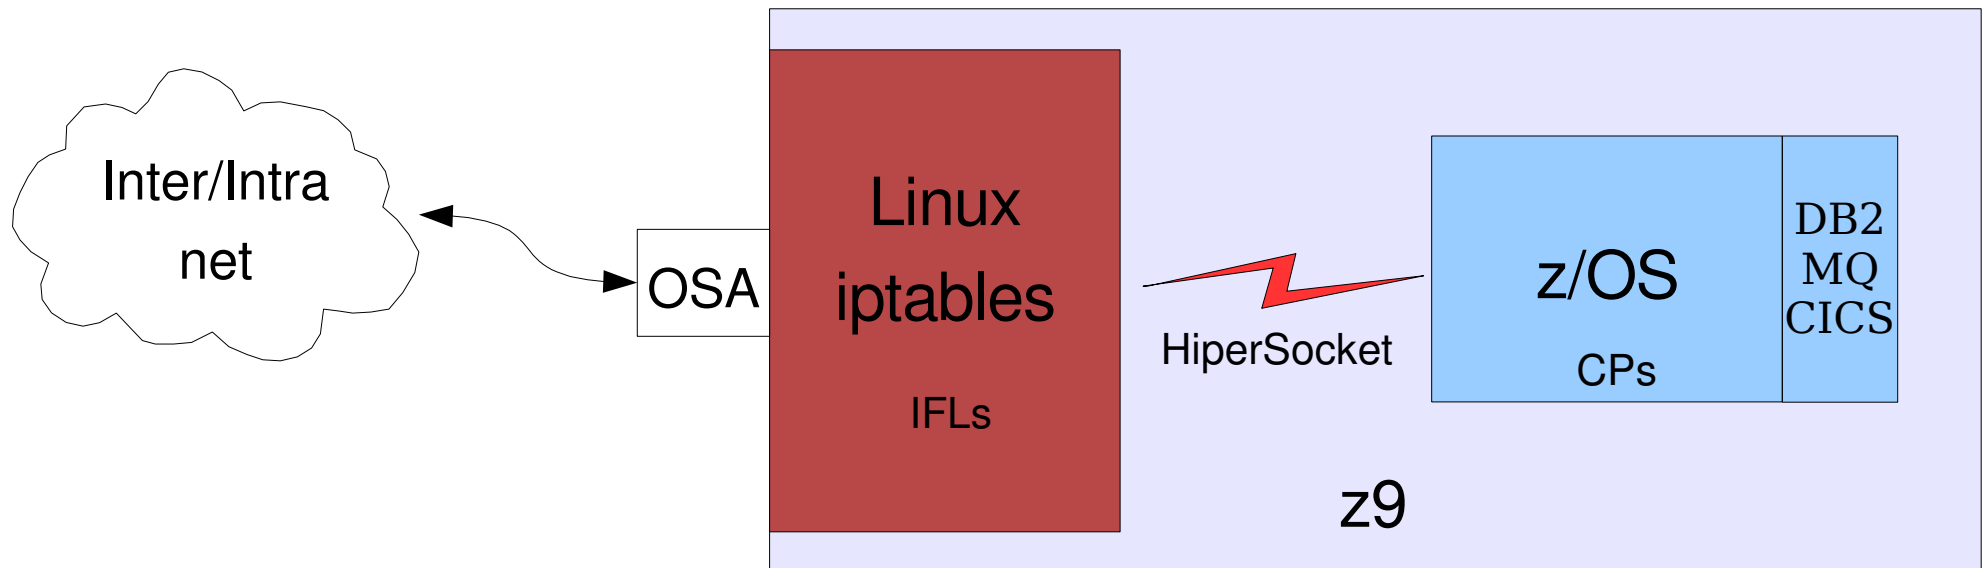 Inter/Intra
net
OSA
Linux
iptables
IFLs
HiperSocket
z/OS
CPs
DB2
MQ
CICS
z9